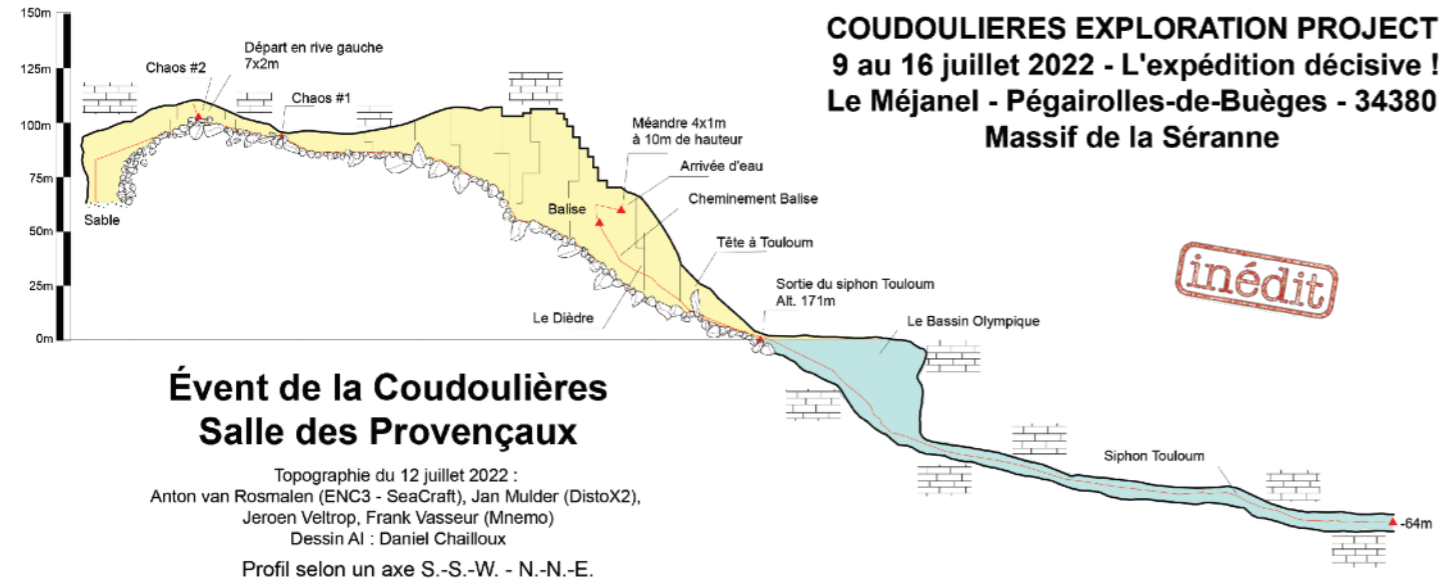 COUDOULIERES EXPLORATION PROJECT
9 au 16 juillet 2022 - L'expédition décisive !
Le Méjanel - Pégairolles-de-Buèges - 34380
Massif de la Séranne
150m
125m
100m
75m
50m
25m
0m
Chaos #2
Départ en rive gauche
7x2m
Chaos #1
Sable
Méandre 4x1m
à 10m de hauteur
Arrivée d'eau
Cheminement Balise
Balise
Tête à Touloum
Le Dièdre
Sortie du siphon Touloum
Alt. 171m
Le Bassin Olympique
inédit
Siphon Touloum
-64m
Évent de la Coudoulières
Salle des Provençaux
Topographie du 12 juillet 2022 :
Anton van Rosmalen (ENC3 - SeaCraft), Jan Mulder (DistoX2),
Jeroen Veltrop, Frank Vasseur (Mnemo)
Dessin AI : Daniel Chailloux
Profil selon un axe S.-S.-W. - N.-N.-E.